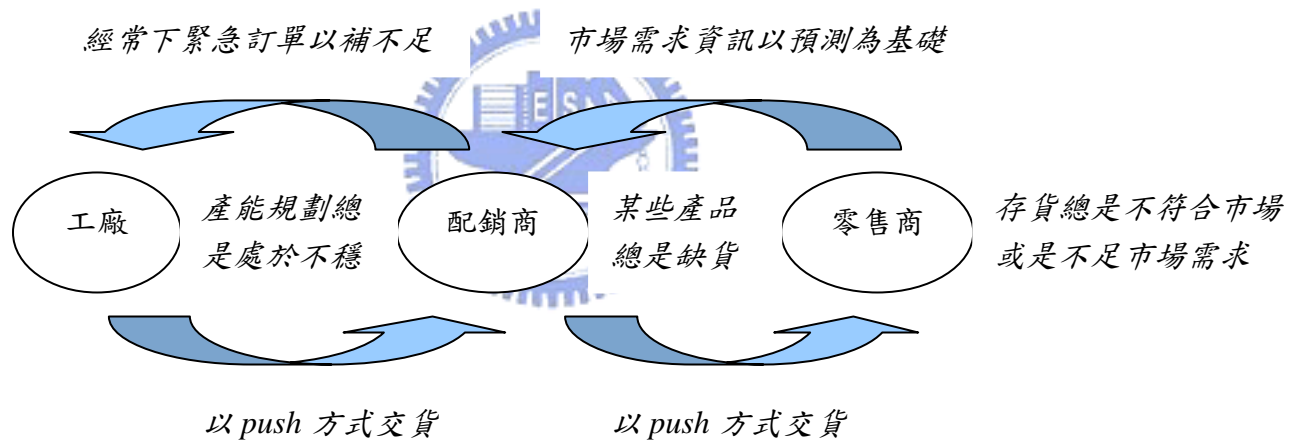 經常下緊急訂單以補不足
市場需求資訊以預測為基礎
ES
工廠
產能規劃總
是處於不穩
配銷商
某些產品
總是缺貨
零售商
存貨總是不符合市場
或是不足市場需求
以 push 方式交貨
以 push 方式交貨